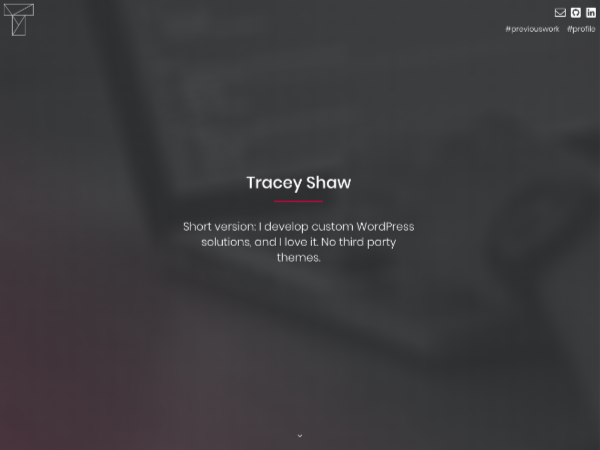 #previouswork #profile
Tracey Shaw
Short version: I develop custom WordPress
solutions, and I love it. No third party
themes.